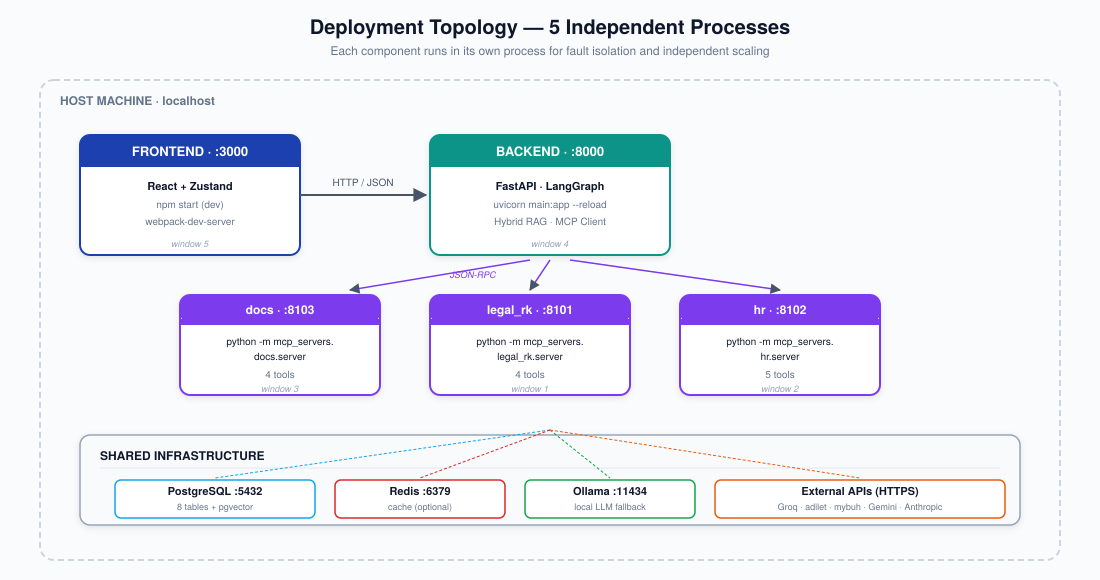 Deployment Topology — 5 Independent Processes
Each component runs in its own process for fault isolation and independent scaling
HOST MACHINE · localhost
FRONTEND · :3000
React + Zustand
npm start (dev)
webpack-dev-server
window 5
HTTP / JSON
BACKEND · :8000
FastAPI · LangGraph
uvicorn main:app --reload
Hybrid RAG · MCP Client
window 4
JSON-RPC
docs · :8103
python -m mcp_servers.
docs.server
4 tools
window 3
legal_rk · :8101
python -m mcp_servers.
legal_rk.server
4 tools
window 1
hr · :8102
python -m mcp_servers.
hr.server
5 tools
window 2
SHARED INFRASTRUCTURE
PostgreSQL :5432
8 tables + pgvector
Redis :6379
cache (optional)
Ollama :11434
local LLM fallback
External APIs (HTTPS)
Groq · adilet · mybuh · Gemini · Anthropic